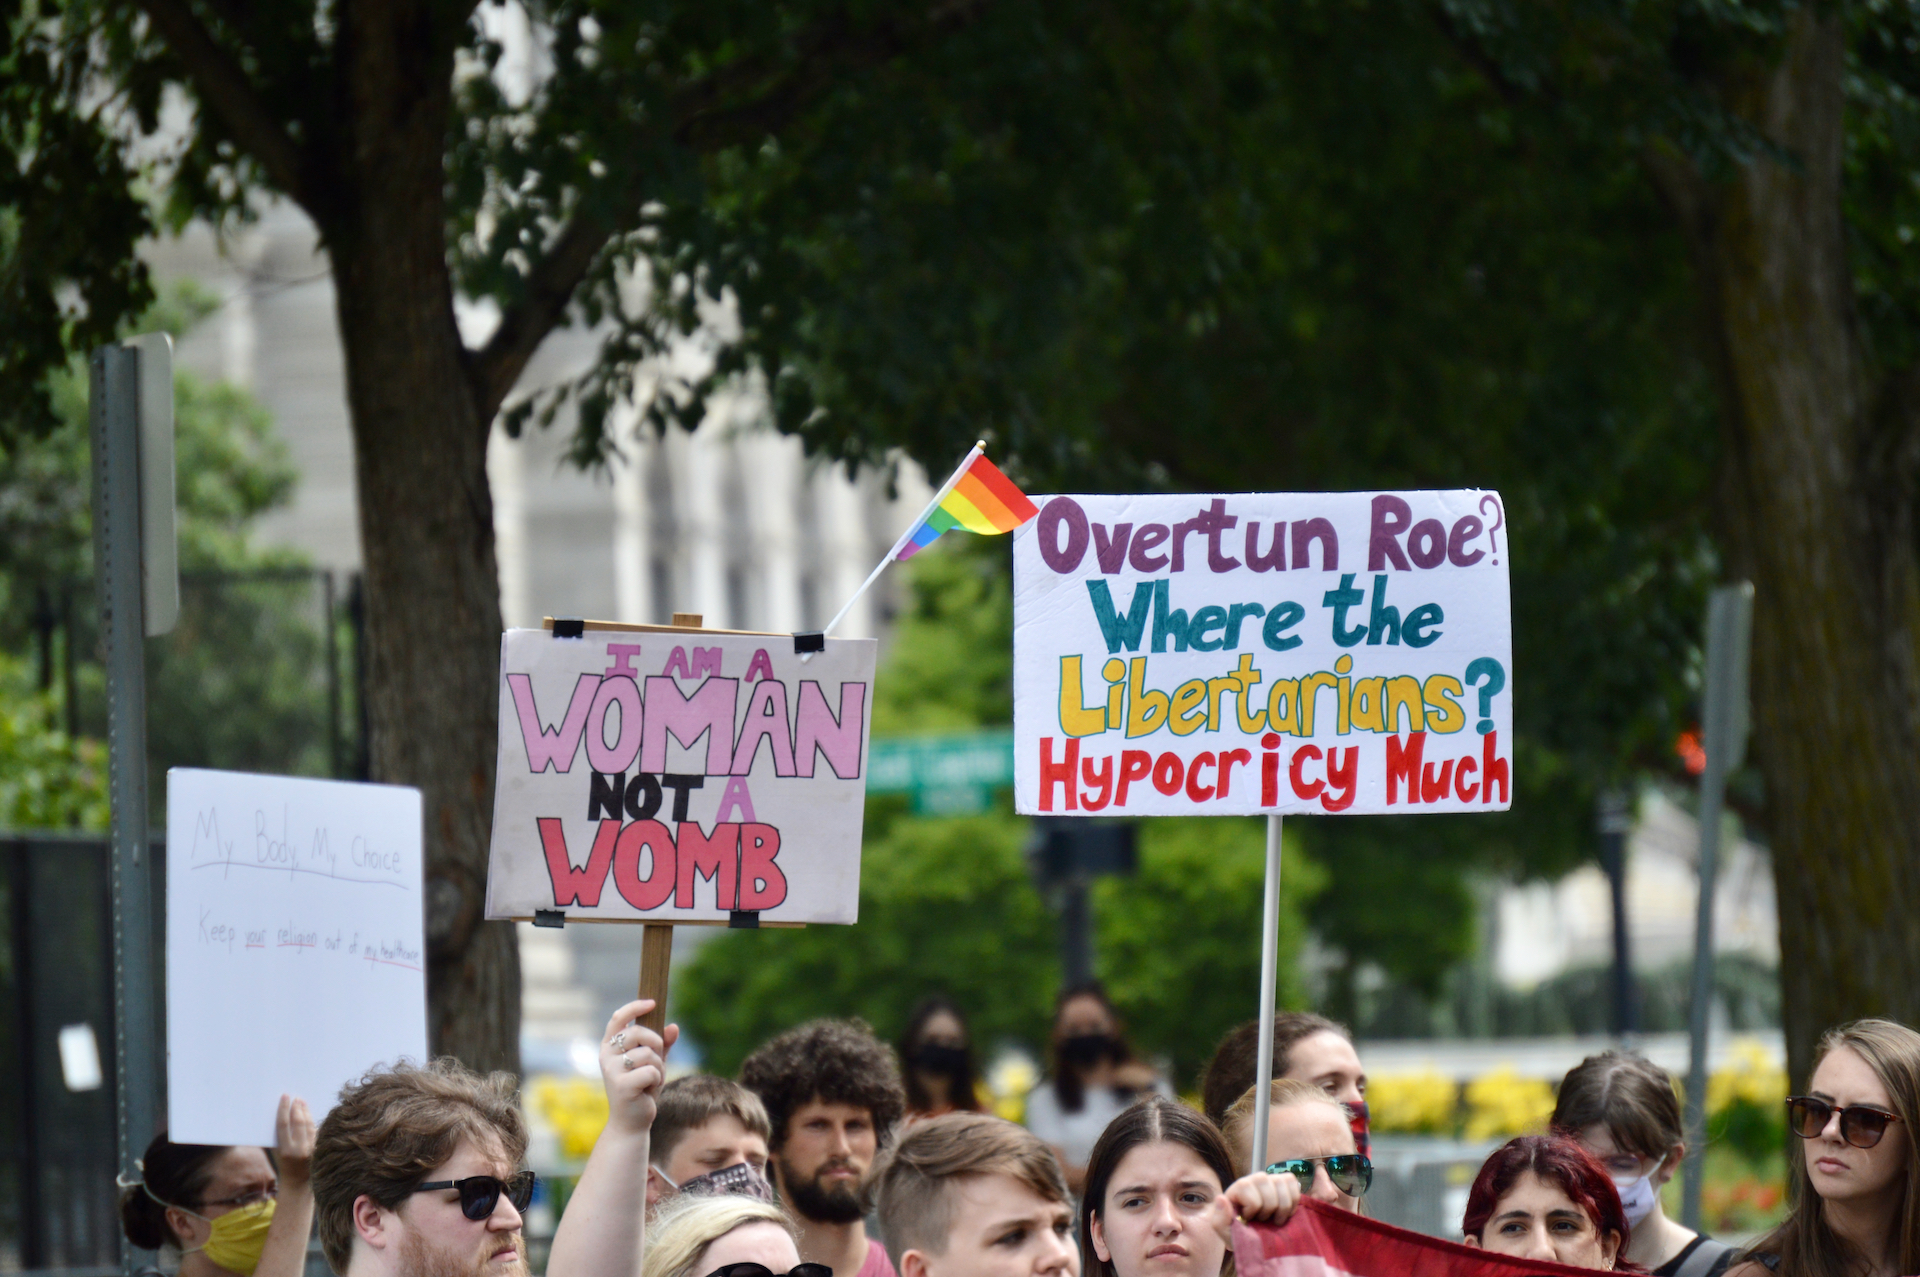 My Body, My Choice
Keep your religion out of my healthcare
I AM A
WOMAN
NOT A
WOMB
Overtun Roe?
Where the
Libertarians?
Hypocricy Much